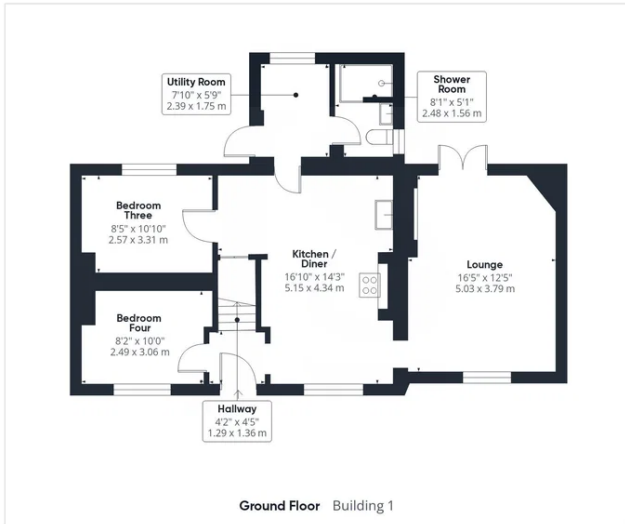 Utility Room
7'10" x 5'9"
2.39 x 1.75 m
Shower
Room
8'1" x 5'1"
2.48 x 1.56 m
Bedroom
Three
8'5" x 10'10"
2.57 x 3.31 m
Kitchen /
Diner
16'10" x 14'3"
5.15 x 4.34 m
Lounge
16'5" x 12'5"
5.03 x 3.79 m
Bedroom
Four
8'2" x 10'0"
2.49 x 3.06 m
Hallway
4'2" x 4'5"
1.29 x 1.36 m
Ground Floor Building 1